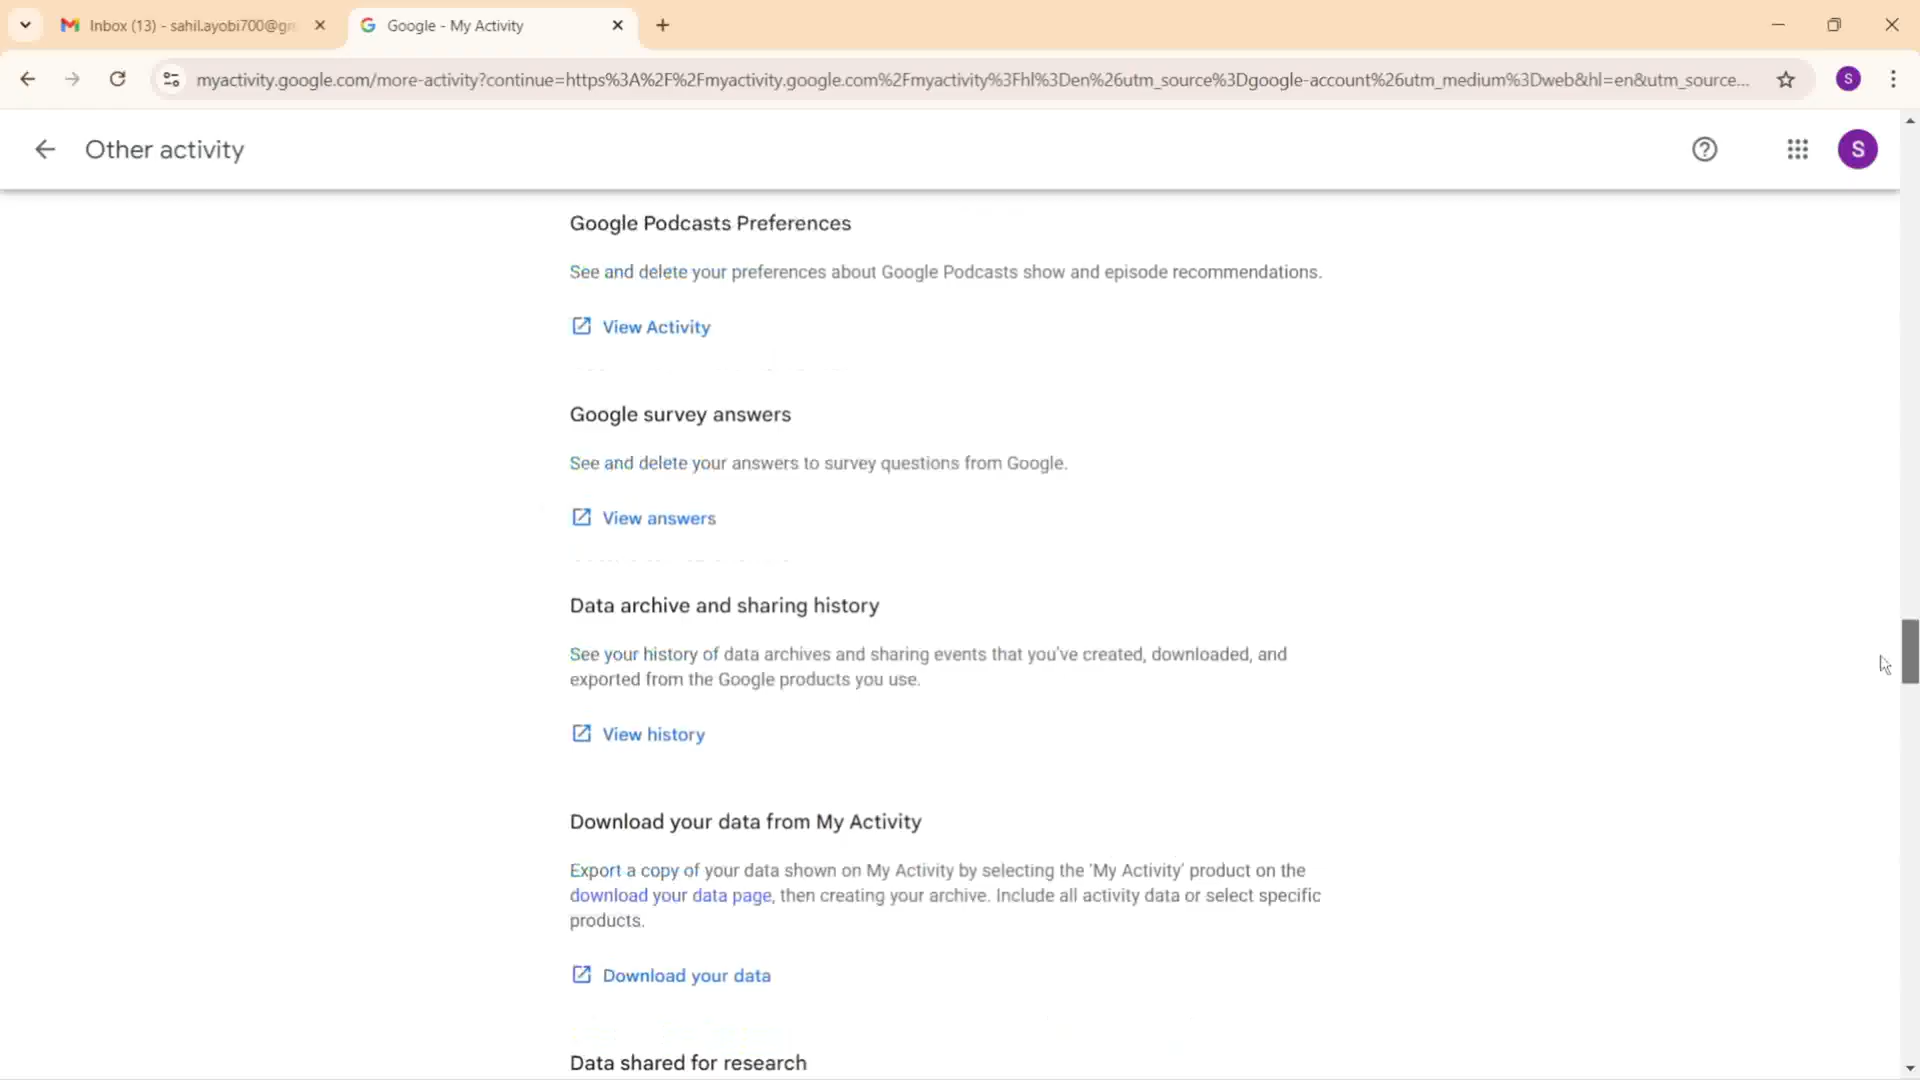 Inbox (13) - sahil.ayobi700@g
Google - My Activity
myactivity.google.com/more-activity?continue=https%3A%2F%2Fmyactivity.google.com%2Fmyactivity%3Fhl%3Den%26utm_source%3Dgoogle-account%26utm_medium%3Dweb&hl=en&utm_source...
S
Other activity
S
Google Podcasts Preferences
See and delete your preferences about Google Podcasts show and episode recommendations.
View Activity
Google survey answers
See and delete your answers to survey questions from Google.
View answers
Data archive and sharing history
See your history of data archives and sharing events that you've created, downloaded, and
exported from the Google products you use.
View history
Download your data from My Activity
Export a copy of your data shown on My Activity by selecting the 'My Activity' product on the
download your data page, then creating your archive. Include all activity data or select specific
products.
Download your data
Data shared for research